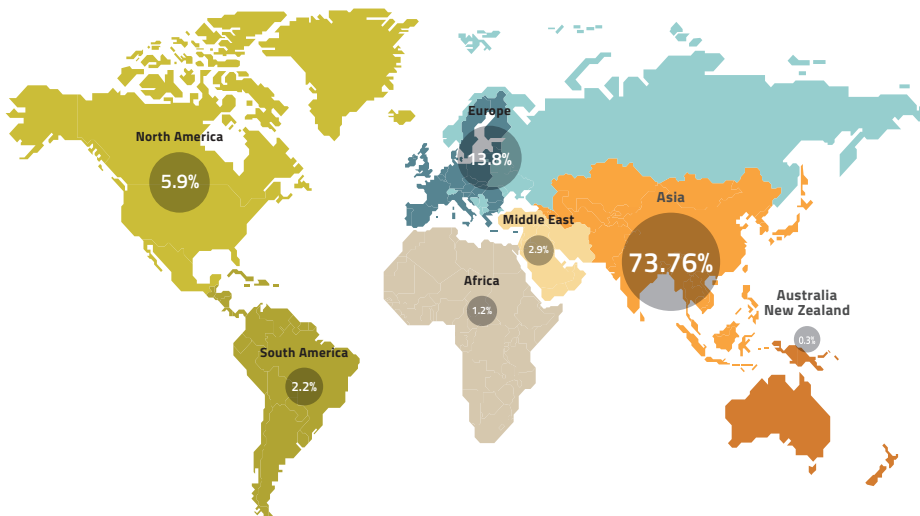 Europe
13.8%
North America
5.9%
Asia
73.76%
Middle East
2.9%
Africa
1.2%
Australia
New Zealand
0.3%
South America
2.2%